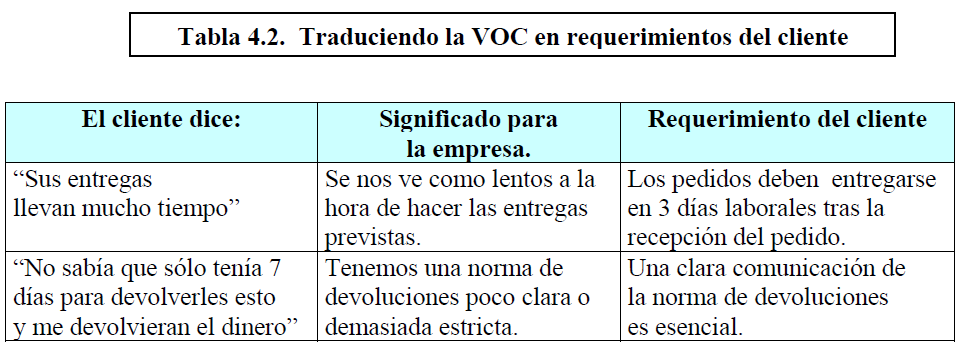 Tabla 4.2.  Traduciendo la VOC en requerimientos del cliente
El cliente dice:
Significado para
la empresa.
Requerimiento del cliente
“Sus entregas
llevan mucho tiempo”
Se nos ve como lentos a la
hora de hacer las entregas
previstas.
Los pedidos deben  entregarse
en 3 días laborales tras la
recepción del pedido.
“No sabía que sólo tenía 7
días para devolverles esto
y me devolvieran el dinero”
Tenemos una norma de
devoluciones poco clara o
demasiada estricta.
Una clara comunicación de
la norma de devoluciones
es esencial.